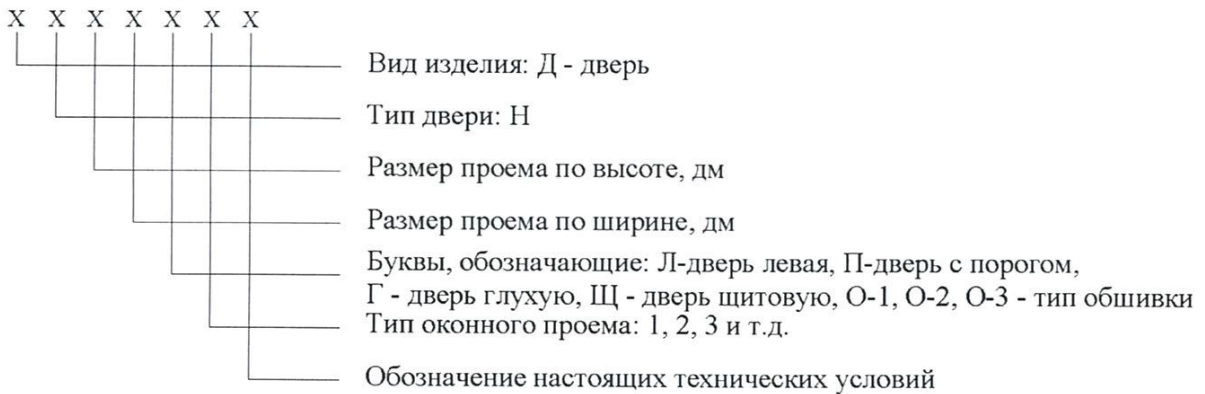 Х Х Х Х Х Х Х
Вид изделия: Д - дверь
Тип двери: Н
Размер проема по высоте, дм
Размер проема по ширине, дм
Буквы, обозначающие: Л-дверь левая, П-дверь с порогом,
Г - дверь глухую, Щ - дверь щитовую, О-1, О-2, О-3 - тип обшивки
Тип оконного проема: 1, 2, 3 и т.д.
Обозначение настоящих технических условий